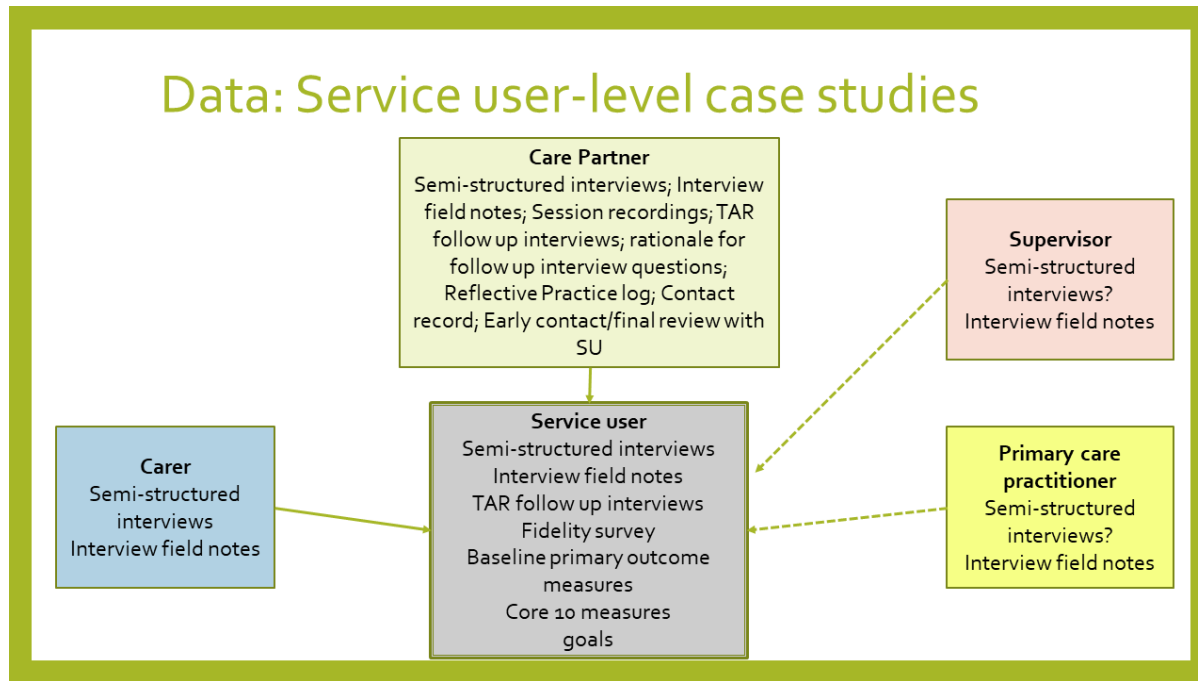 Data: Service user-level case studies
Care Partner
Semi-structured interviews; Interview
field notes; Session recordings; TAR
follow up interviews; rationale for
follow up interview questions;
Reflective Practice log; Contact
record; Early contact/final review with
SU
Supervisor
Semi-structured
interviews?
Interview field notes
Carer
Semi-structured
interviews
Interview field notes
Service user
Semi-structured interviews
Interview field notes
TAR follow up interviews
Fidelity survey
Baseline primary outcome
measures
Core 10 measures
goals
Primary care
practitioner
Semi-structured
interviews?
Interview field notes